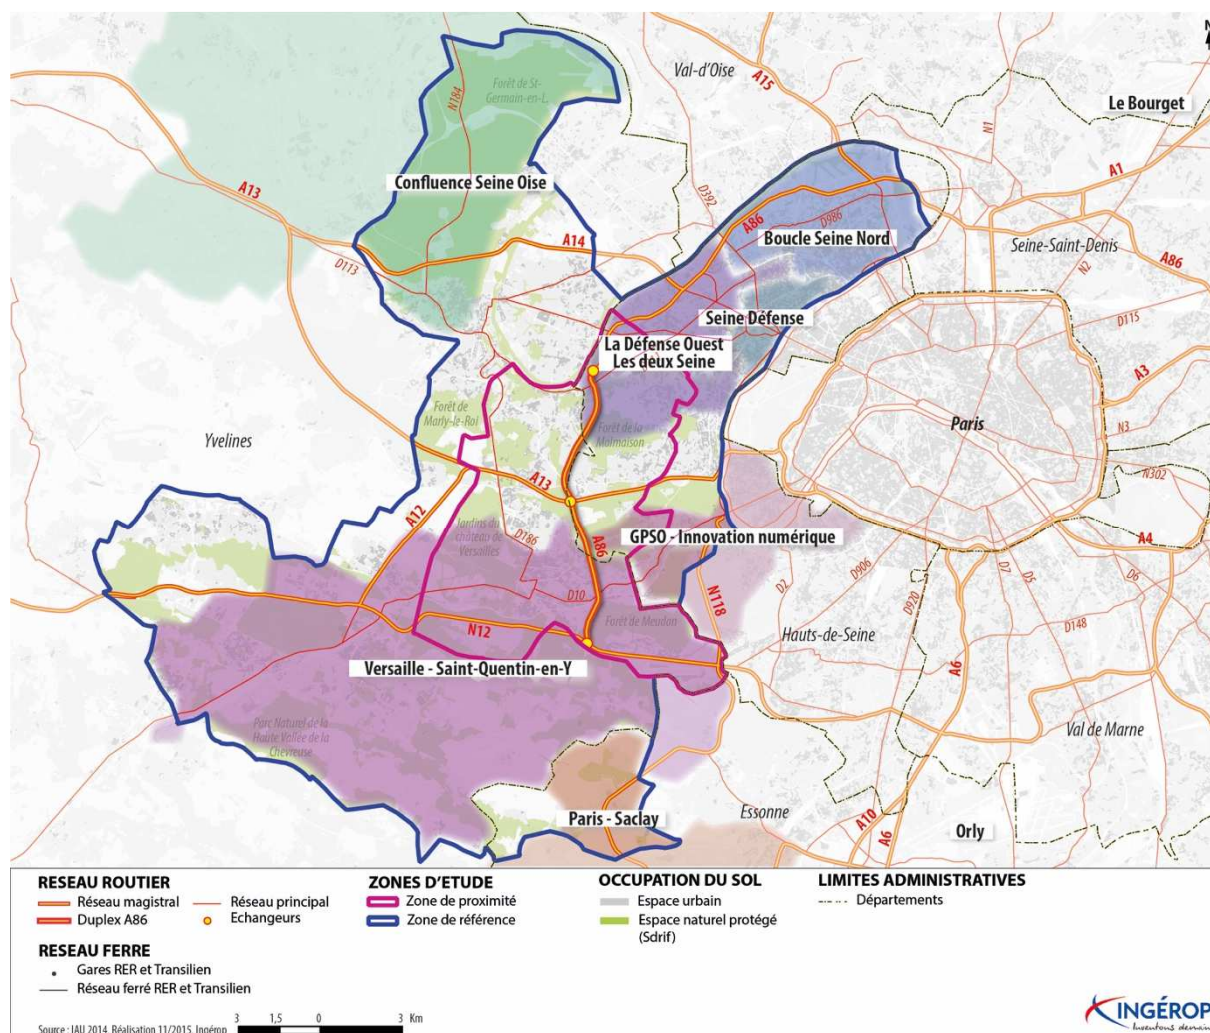 N
Val-d'Oise
A15
Le Bourget
N1
A1
Forêt de St-
Germain-en-L.
N184
Confluence Seine Oise
A13
D392
A86
D986
Boucle Seine Nord
Seine-Saint-Denis
A86
N2
A14
D113
Seine Défense
D115
La Défense Ouest
Les deux Seine
A3
Forêt de
Marly-le-Roi
Forêt de la
Malmaison
Yvelines
Paris
N3
N302
A13
A12
Jardins du
château de
Versailles
D186
A86
GPSO - Innovation numérique
A4
D10
N118
D2
D906
D920
D7
D5
D6
D148
N12
Forêt de Meudon
Hauts-de-Seine
Versaille - Saint-Quentin-en-Y
A6
Parc Naturel de la
Haute Vallée de la
Chevreuse
Val de Marne
Paris - Saclay
Essonne
A10
A6
Orly
RESEAU ROUTIER
Réseau magistral
Réseau principal
Duplex A86
Echangeurs
ZONES D'ETUDE
Zone de proximité
Zone de référence
OCCUPATION DU SOL
Espace urbain
Espace naturel protégé
(Sdrif)
LIMITES ADMINISTRATIVES
Départements
RESEAU FERRE
Gares RER et Transilien
Réseau ferré RER et Transilien
Source : IAU 2014, Réalisation 11/2015, Ingérop
3 1,5 0 3 Km
INGÉROP
Inventons demain